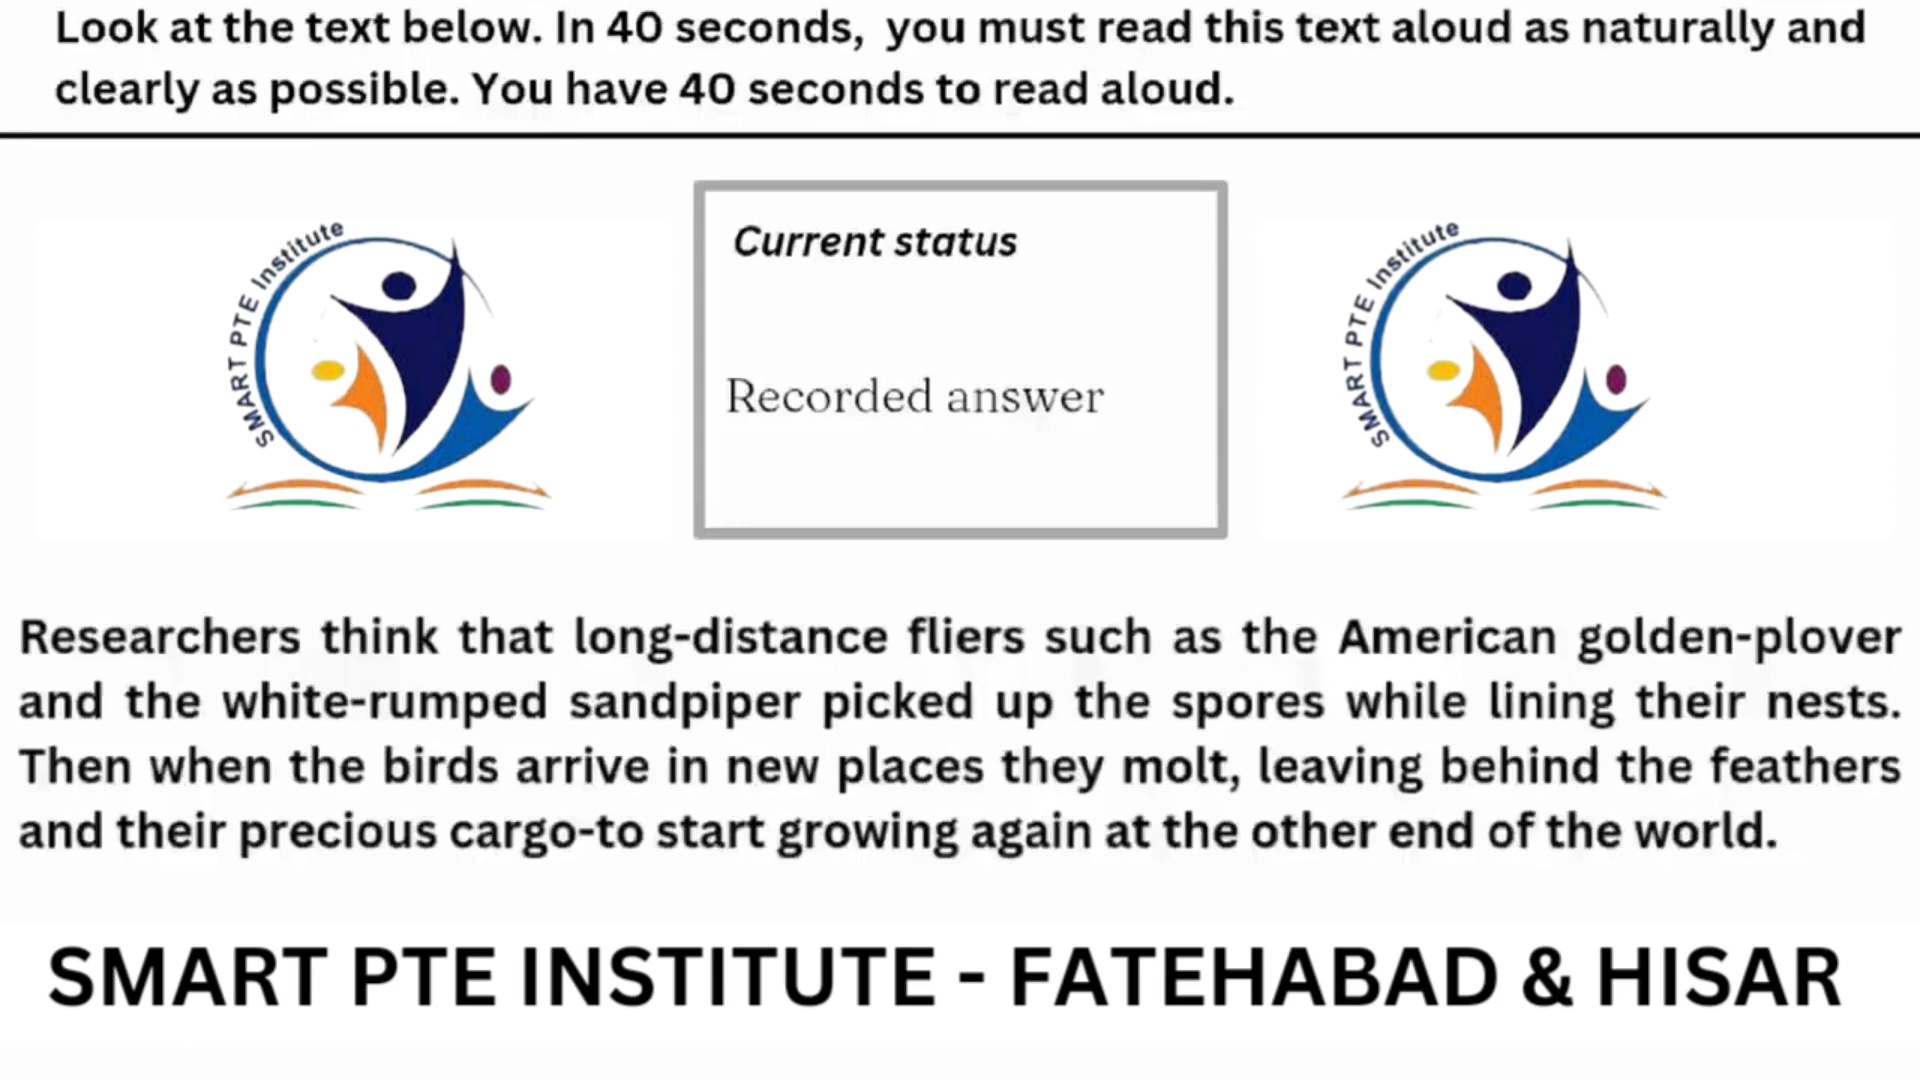 Look at the text below. In 40 seconds, you must read this text aloud as naturally and
clearly as possible. You have 40 seconds to read aloud.
SMART PTE Institute
Current status
Recorded answer
SMART PTE Institute
Researchers think that long-distance fliers such as the American golden-plover
and the white-rumped sandpiper picked up the spores while lining their nests.
Then when the birds arrive in new places they molt, leaving behind the feathers
and their precious cargo-to start growing again at the other end of the world.
SMART PTE INSTITUTE - FATEHABAD & HISAR